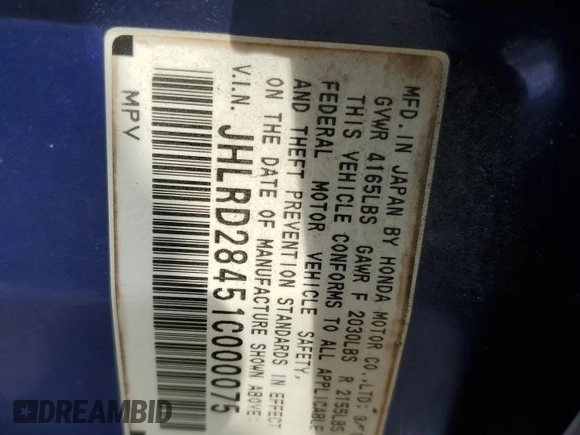 MFD. IN JAPAN BY HONDA MOTOR CO., LTD;
GVWR 4165LBS GAWR F 2030LBS R 2155LBS
THIS VEHICLE CONFORMS TO ALL APPLICABLE
FEDERAL MOTOR VEHICLE SAFETY,
AND THEFT PREVENTION STANDARDS IN EFFECT
ON THE DATE OF MANUFACTURE SHOWN ABOVE:
V.I.N. JHLRD28451C000075
MPV
DREAMBID